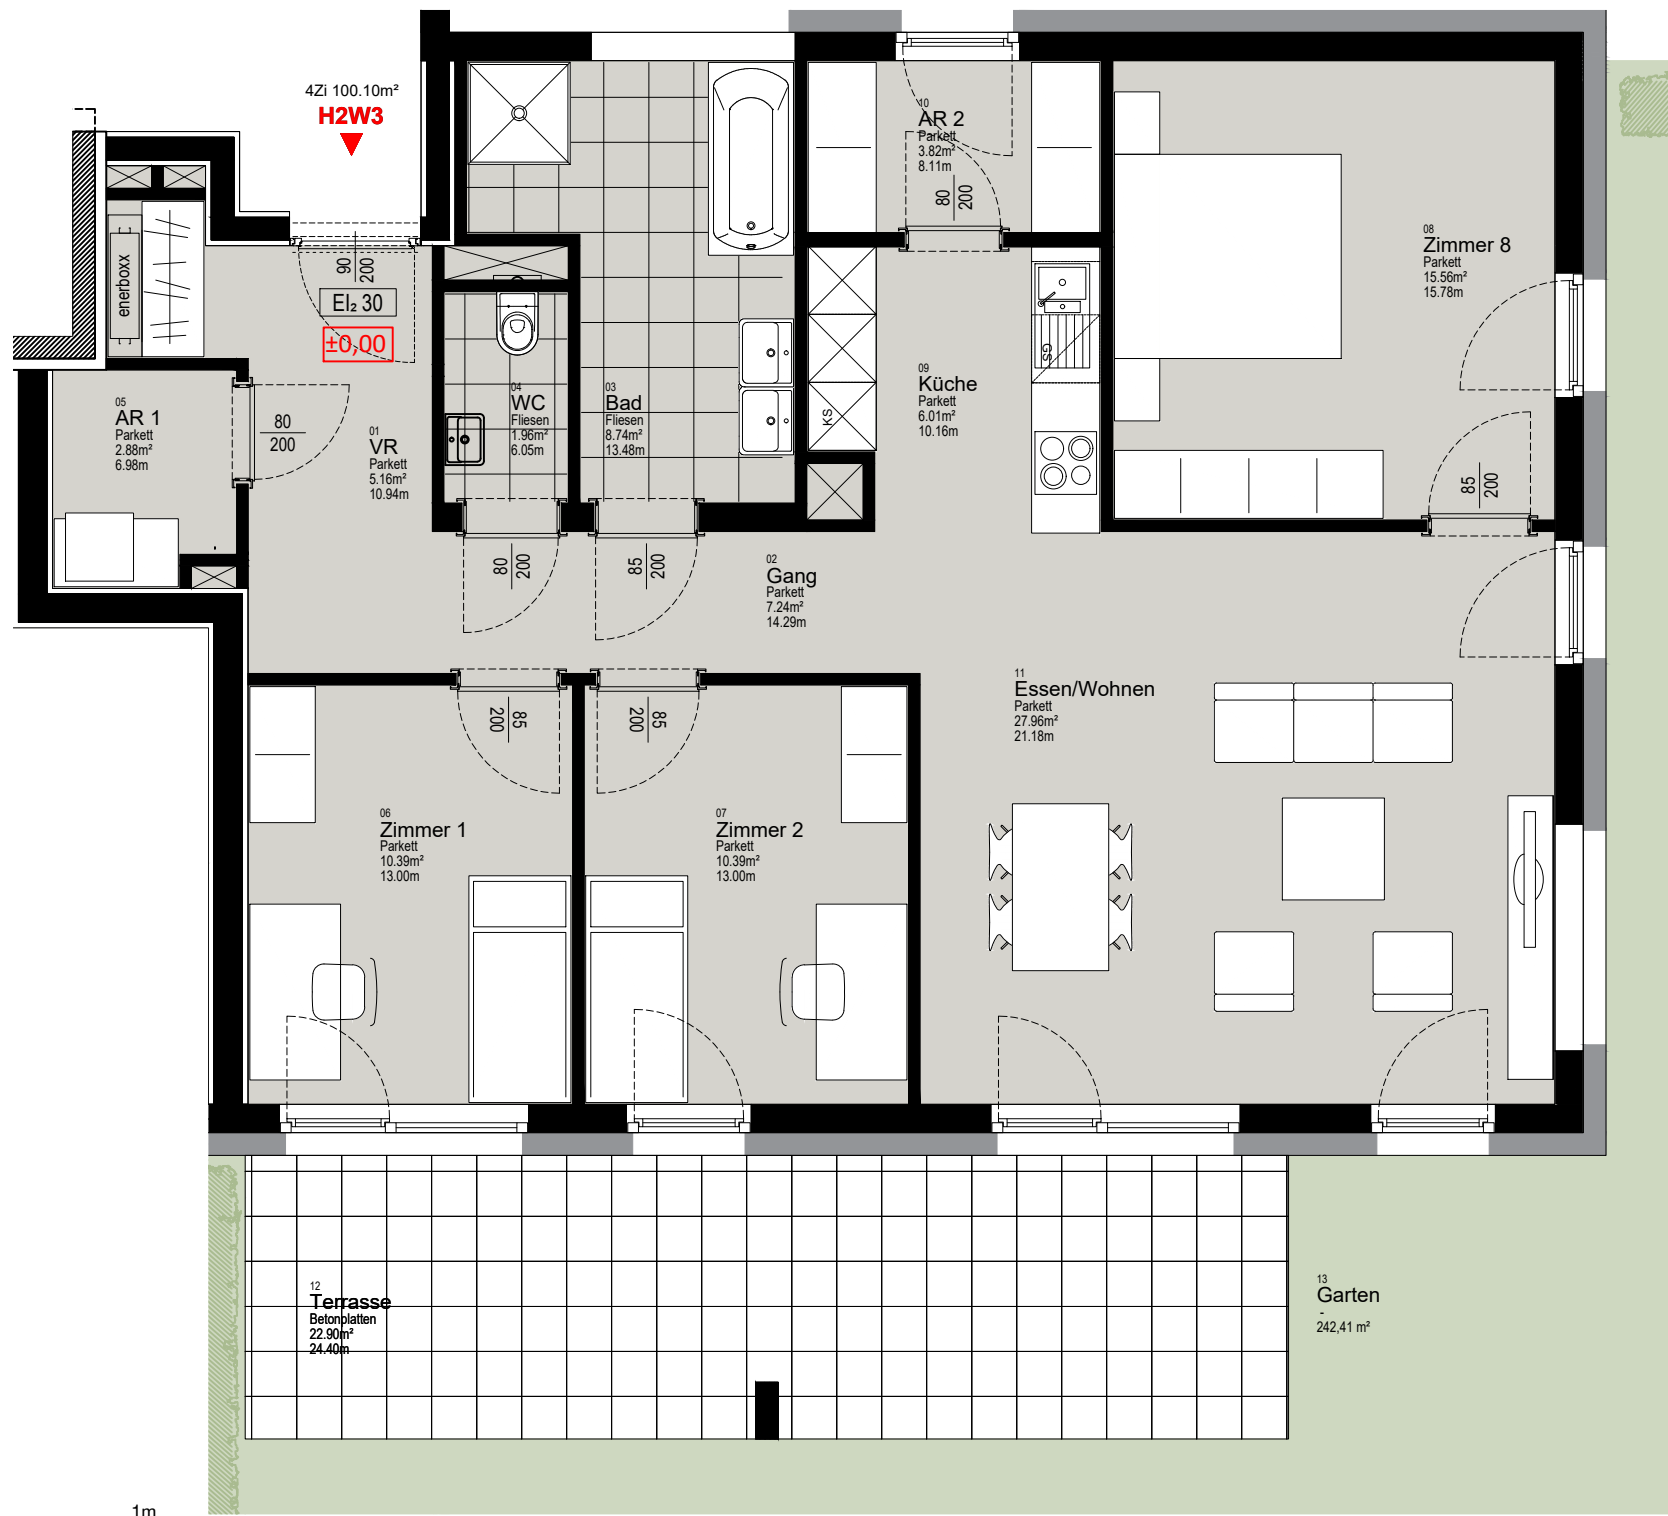 4Zi 100.10m²
H2W3
enerboxx
90
200
EI₂ 30
±0,00
05
AR 1
Parkett
2.88m²
6.98m
80
200
01
VR
Parkett
5.16m²
10.94m
04
WC
Fliesen
1.96m²
6.05m
03
Bad
Fliesen
8.74m²
13.48m
10
AR 2
Parkett
3.82m²
8.11m
80
200
GS
KS
09
Küche
Parkett
6.01m²
10.16m
08
Zimmer 8
Parkett
15.56m²
15.78m
85
200
80
200
85
200
02
Gang
Parkett
7.24m²
14.29m
85
200
85
200
11
Essen/Wohnen
Parkett
27.96m²
21.18m
06
Zimmer 1
Parkett
10.39m²
13.00m
07
Zimmer 2
Parkett
10.39m²
13.00m
12
Terrasse
Betonplatten
22.90m²
24.40m
13
Garten
-
242,41 m²
1m